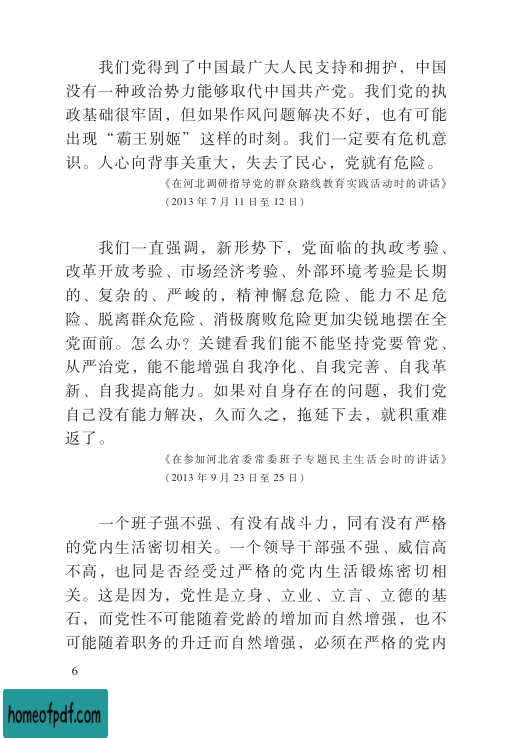 我们党得到了中国最广大人民支持和拥护，中国
没有一种政治势力能够取代中国共产党。我们党的执
政基础很牢固，但如果作风问题解决不好，也有可能
出现“霸王别姬”这样的时刻。我们一定要有危机意
识。人心向背事关重大，失去了民心，党就有危险。
《在河北调研指导党的群众路线教育实践活动时的讲话》
（2013 年 7 月 11 日至 12 日）
我们一直强调，新形势下，党面临的执政考验、
改革开放考验、市场经济考验、外部环境考验是长期
的、复杂的、严峻的，精神懈怠危险、能力不足危
险、脱离群众危险、消极腐败危险更加尖锐地摆在全
党面前。怎么办？关键看我们能不能坚持党要管党、
从严治党，能不能增强自我净化、自我完善、自我革
新、自我提高能力。如果对自身存在的问题，我们党
自己没有能力解决，久而久之，拖延下去，就积重难
返了。
《在参加河北省委常委班子专题民主生活会时的讲话》
（2013 年 9 月 23 日至 25 日）
一个班子强不强、有没有战斗力，同有没有严格
的党内生活密切相关。一个领导干部强不强、威信高
不高，也同是否经受过严格的党内生活锻炼密切相
关。这是因为，党性是立身、立业、立言、立德的基
石，而党性不可能随着党龄的增加而自然增强，也不
可能随着职务的升迁而自然增强，必须在严格的党内
6
homeofpdf.com